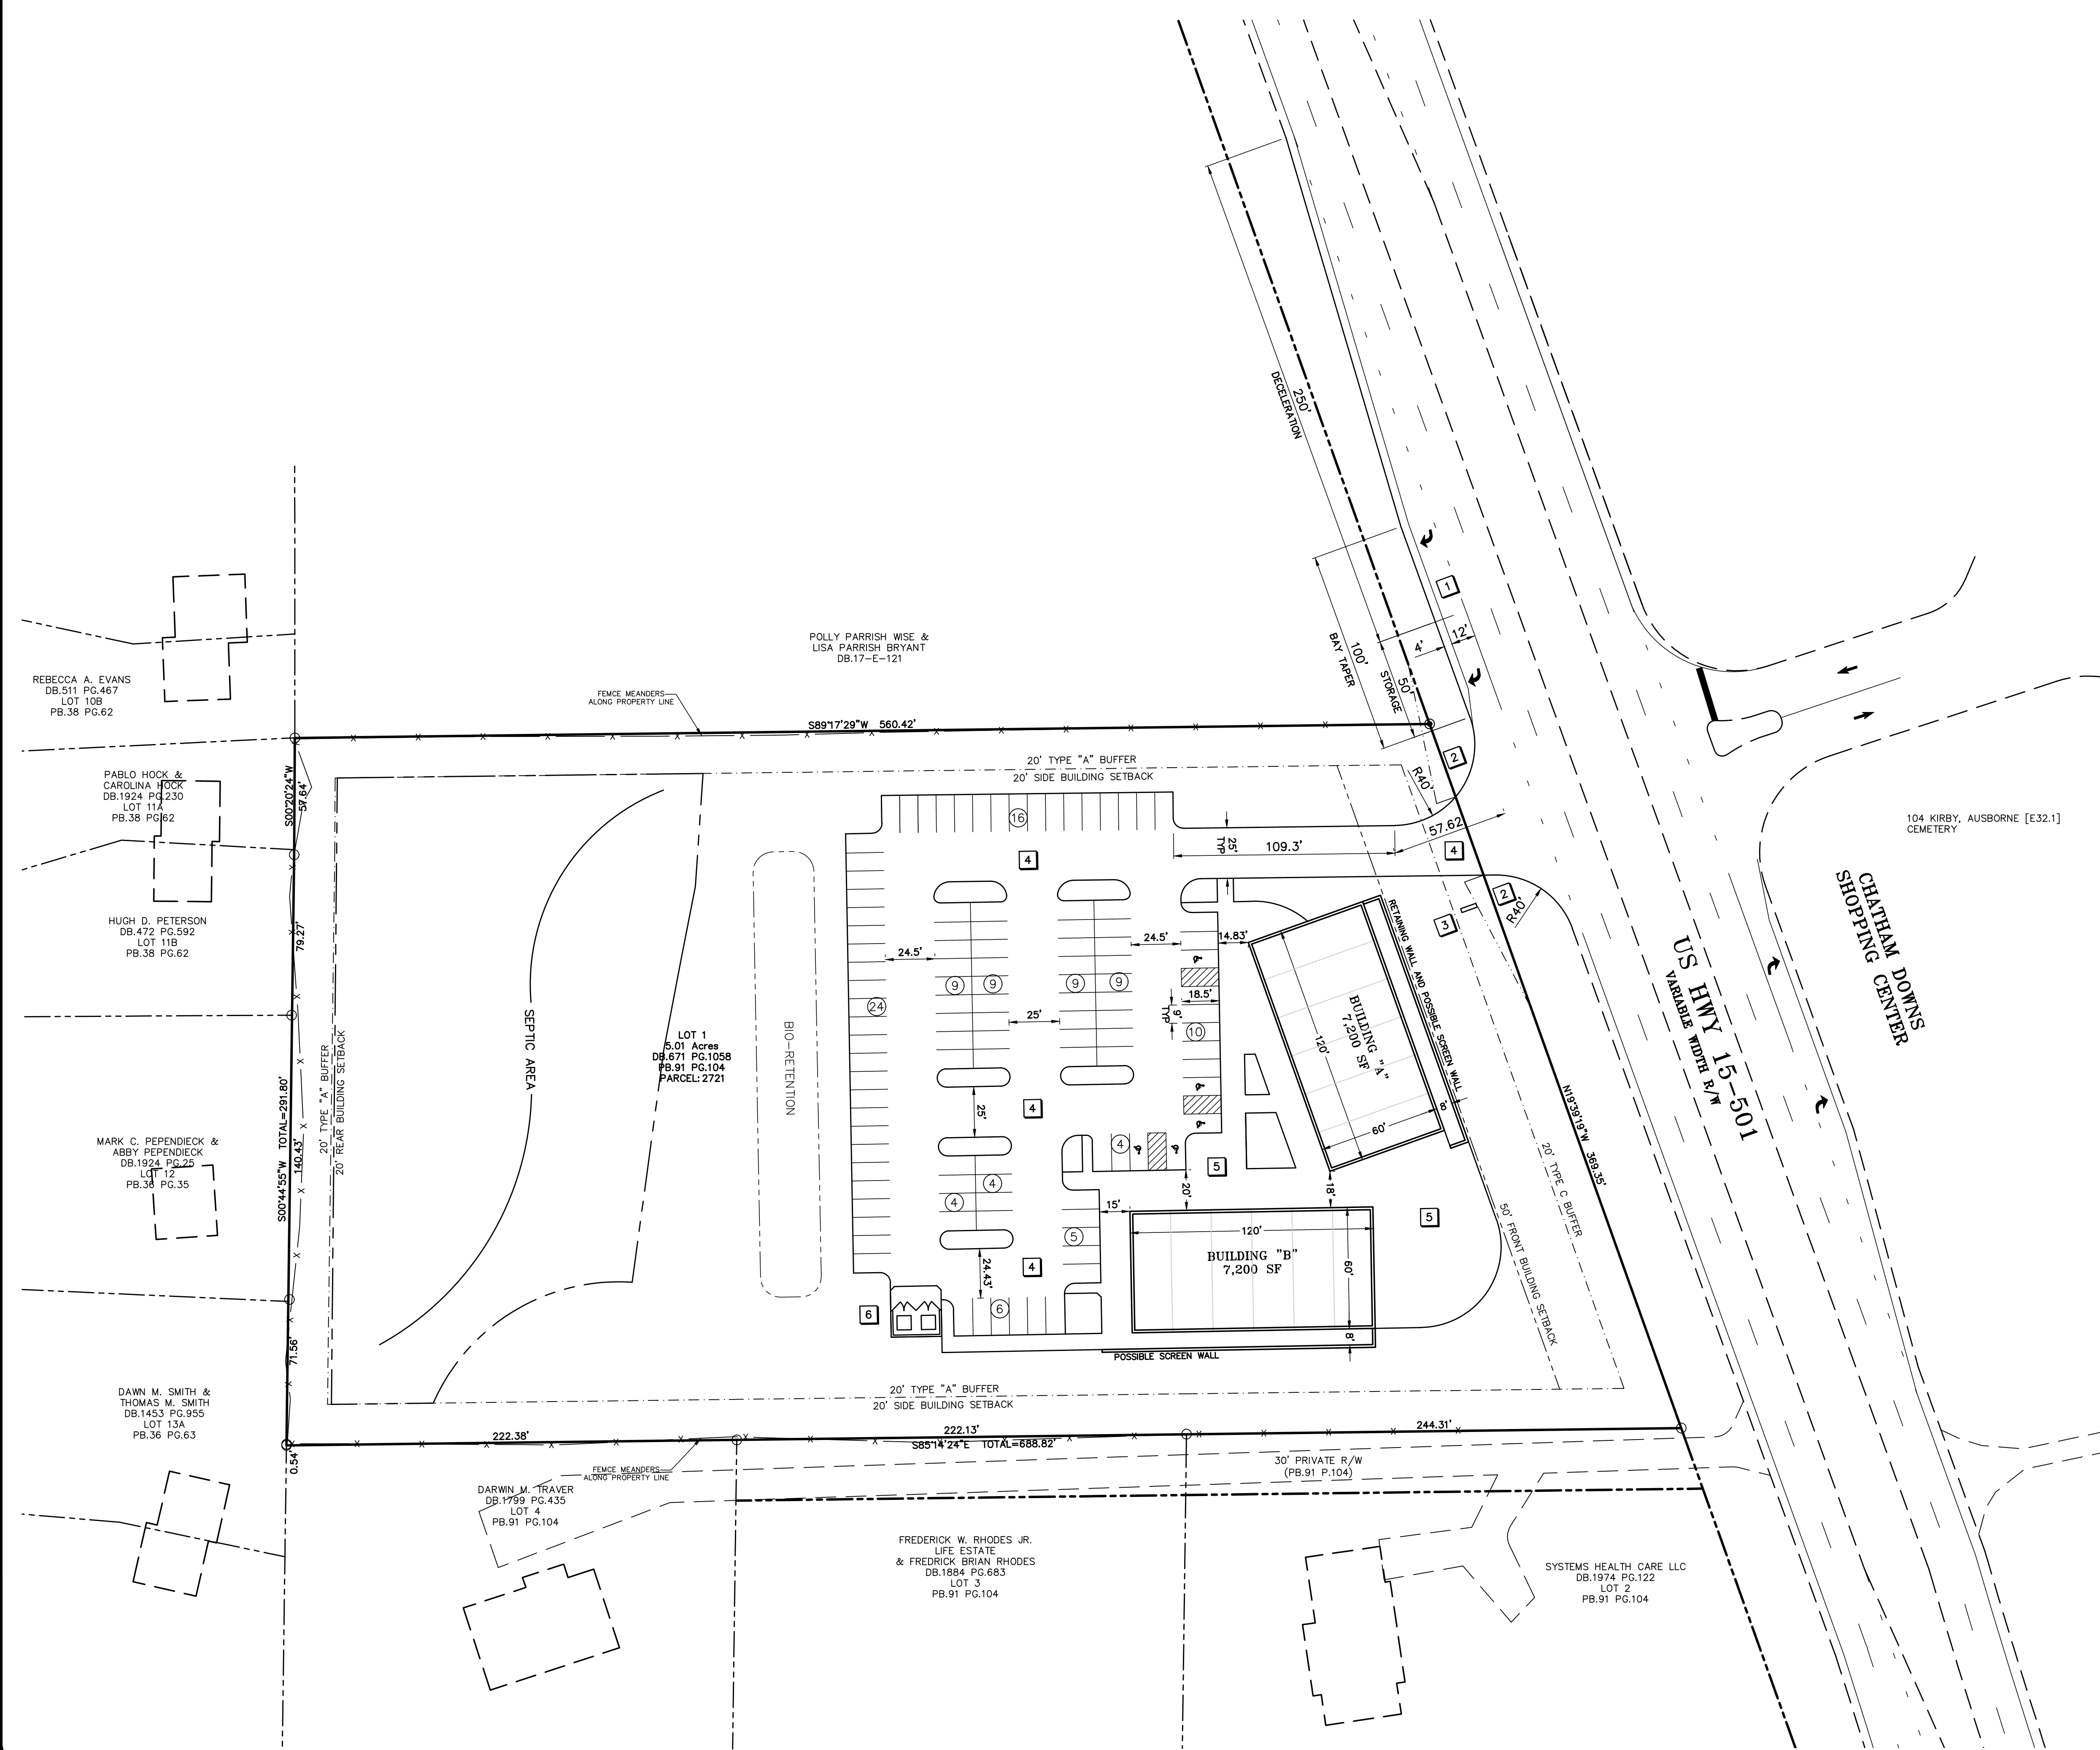 250'
DECELERATION
100'
BAY TAPER
50'
STORAGE
4'
12'
1
2
R40'
57.62
4
3
2
R40'
POLLY PARRISH WISE &
LISA PARRISH BRYANT
DB.17-E-121
FEMCE MEANDERS
ALONG PROPERTY LINE
S89°17'29"W 560.42'
20' TYPE "A" BUFFER
20' SIDE BUILDING SETBACK
REBECCA A. EVANS
DB.511 PG.467
LOT 10B
PB.38 PG.62
PABLO HOCK &
CAROLINA HOCK
DB.1924 PG.230
LOT 11A
PB.38 PG.62
HUGH D. PETERSON
DB.472 PG.592
LOT 11B
PB.38 PG.62
MARK C. PEPENDIECK &
ABBY PEPENDIECK
DB.1924 PG.25
LOT 12
PB.36 PG.35
DAWN M. SMITH &
THOMAS M. SMITH
DB.1453 PG.955
LOT 13A
PB.36 PG.63
S00°20'24"W
57.64'
79.27'
S00°44'55"W TOTAL=291.80'
140.43'
71.56'
0.54'
20' TYPE "A" BUFFER
20' REAR BUILDING SETBACK
SEPTIC AREA
LOT 1
5.01 Acres
DB.671 PG.1058
PB.91 PG.104
PARCEL: 2721
BIO-RETENTION
16
4
25'
TYP
109.3'
24.5'
24.5'
14.83'
24
9
9
9
9
18.5'
9'
TYP
10
25'
25'
4
4
5
4
4
20'
18'
15'
5
5
4
24.43'
6
6
BUILDING "A"
7,200 SF
120'
60'
8'
RETAINING WALL AND POSSIBLE SCREEN WALL
BUILDING "B"
7,200 SF
120'
60'
8'
POSSIBLE SCREEN WALL
N19°39'19"W 369.35'
20' TYPE C BUFFER
50' FRONT BUILDING SETBACK
US HWY 15-501
VARIABLE WIDTH R/W
CHATHAM DOWNS
SHOPPING CENTER
104 KIRBY, AUSBORNE [E32.1]
CEMETERY
20' TYPE "A" BUFFER
20' SIDE BUILDING SETBACK
222.38'
222.13'
244.31'
S85°14'24"E TOTAL=688.82'
FEMCE MEANDERS
ALONG PROPERTY LINE
30' PRIVATE R/W
(PB.91 P.104)
DARWIN M. TRAVER
DB.1799 PG.435
LOT 4
PB.91 PG.104
FREDERICK W. RHODES JR.
LIFE ESTATE
& FREDRICK BRIAN RHODES
DB.1884 PG.683
LOT 3
PB.91 PG.104
SYSTEMS HEALTH CARE LLC
DB.1974 PG.122
LOT 2
PB.91 PG.104